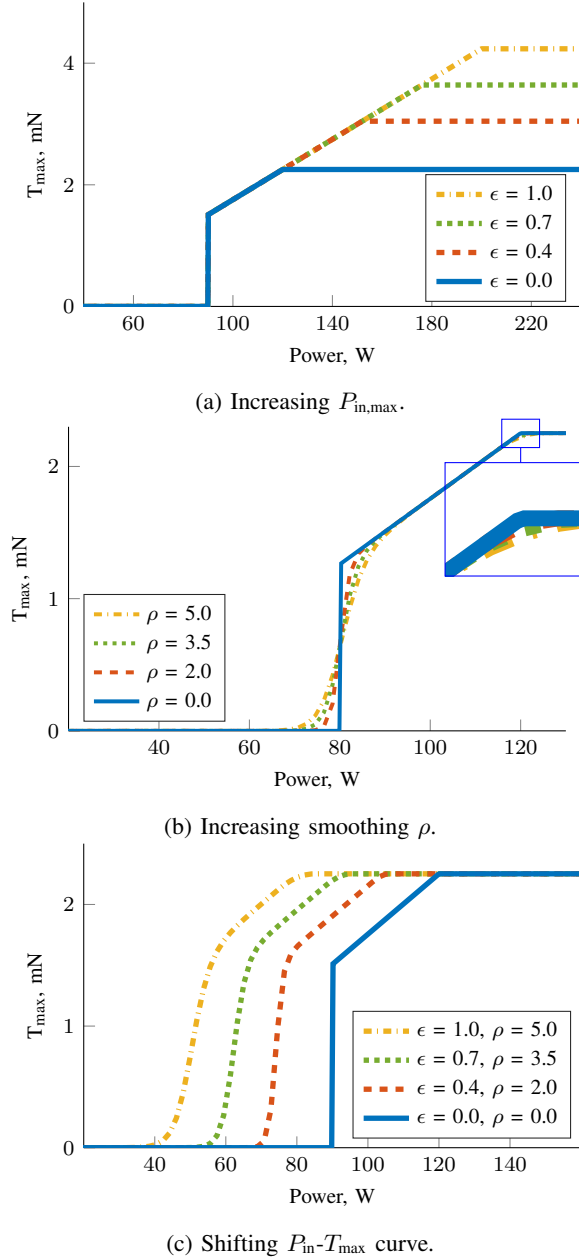 4
2
0
T_max, mN
60
100
140
180
220
Power, W
ϵ = 1.0
ϵ = 0.7
ϵ = 0.4
ϵ = 0.0
(a) Increasing P_in,max.
2
1
0
T_max, mN
40
60
80
100
120
Power, W
ρ = 5.0
ρ = 3.5
ρ = 2.0
ρ = 0.0
(b) Increasing smoothing ρ.
2
1
0
T_max, mN
40
60
80
100
120
140
Power, W
ϵ = 1.0, ρ = 5.0
ϵ = 0.7, ρ = 3.5
ϵ = 0.4, ρ = 2.0
ϵ = 0.0, ρ = 0.0
(c) Shifting P_in-T_max curve.